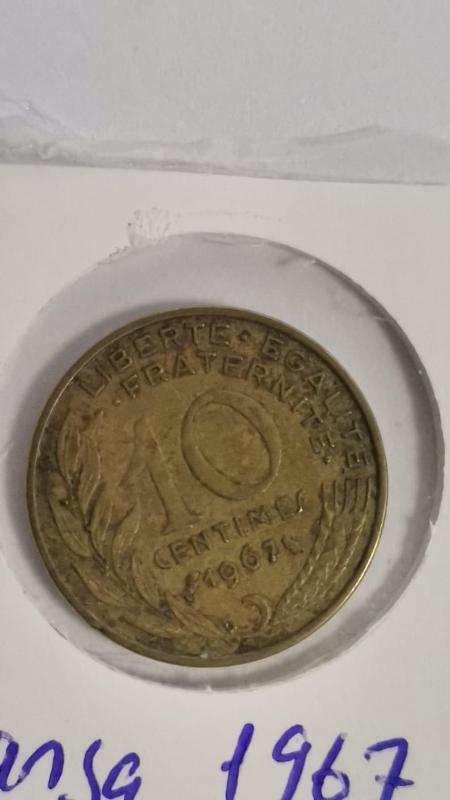 LIBERTE · EGALITE
· FRATERNITE ·
10
CENTIMES
1967
1967